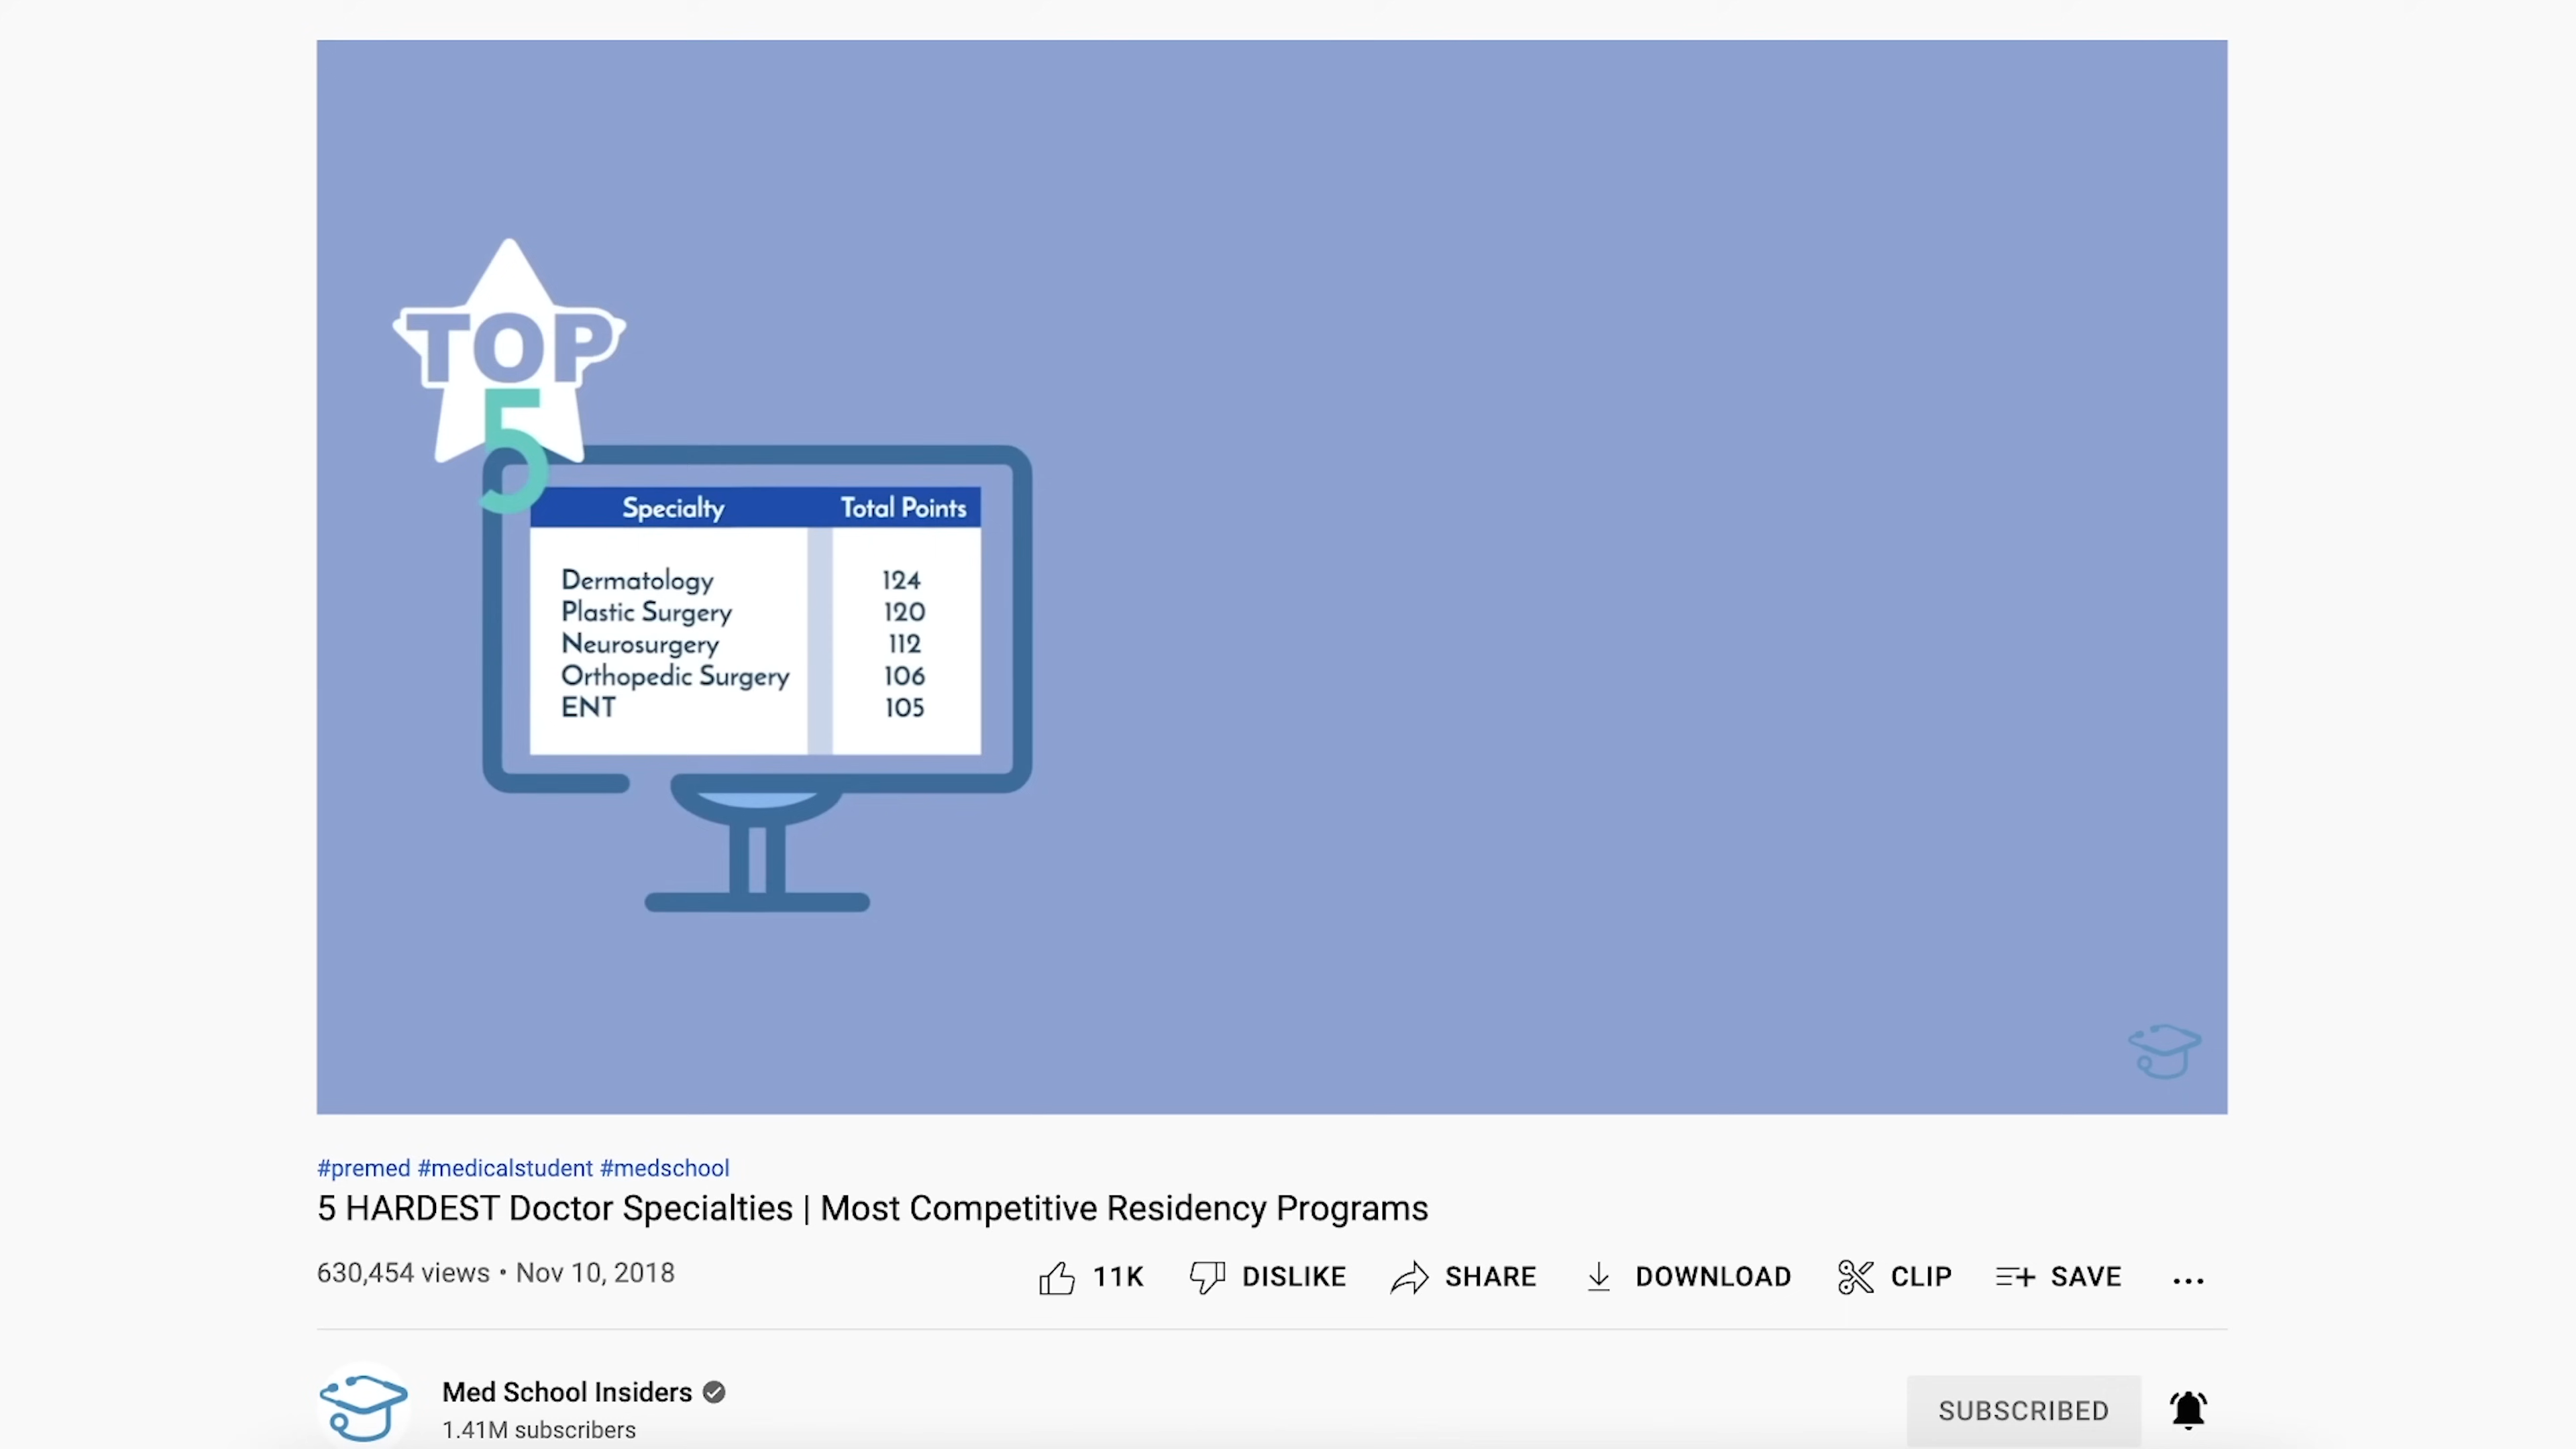 TOP
5
Specialty Total Points
Dermatology 124
Plastic Surgery 120
Neurosurgery 112
Orthopedic Surgery 106
ENT 105
#premed #medicalstudent #medschool
5 HARDEST Doctor Specialties | Most Competitive Residency Programs
630,454 views • Nov 10, 2018 11K DISLIKE SHARE DOWNLOAD CLIP SAVE ...
Med School Insiders
1.41M subscribers
SUBSCRIBED